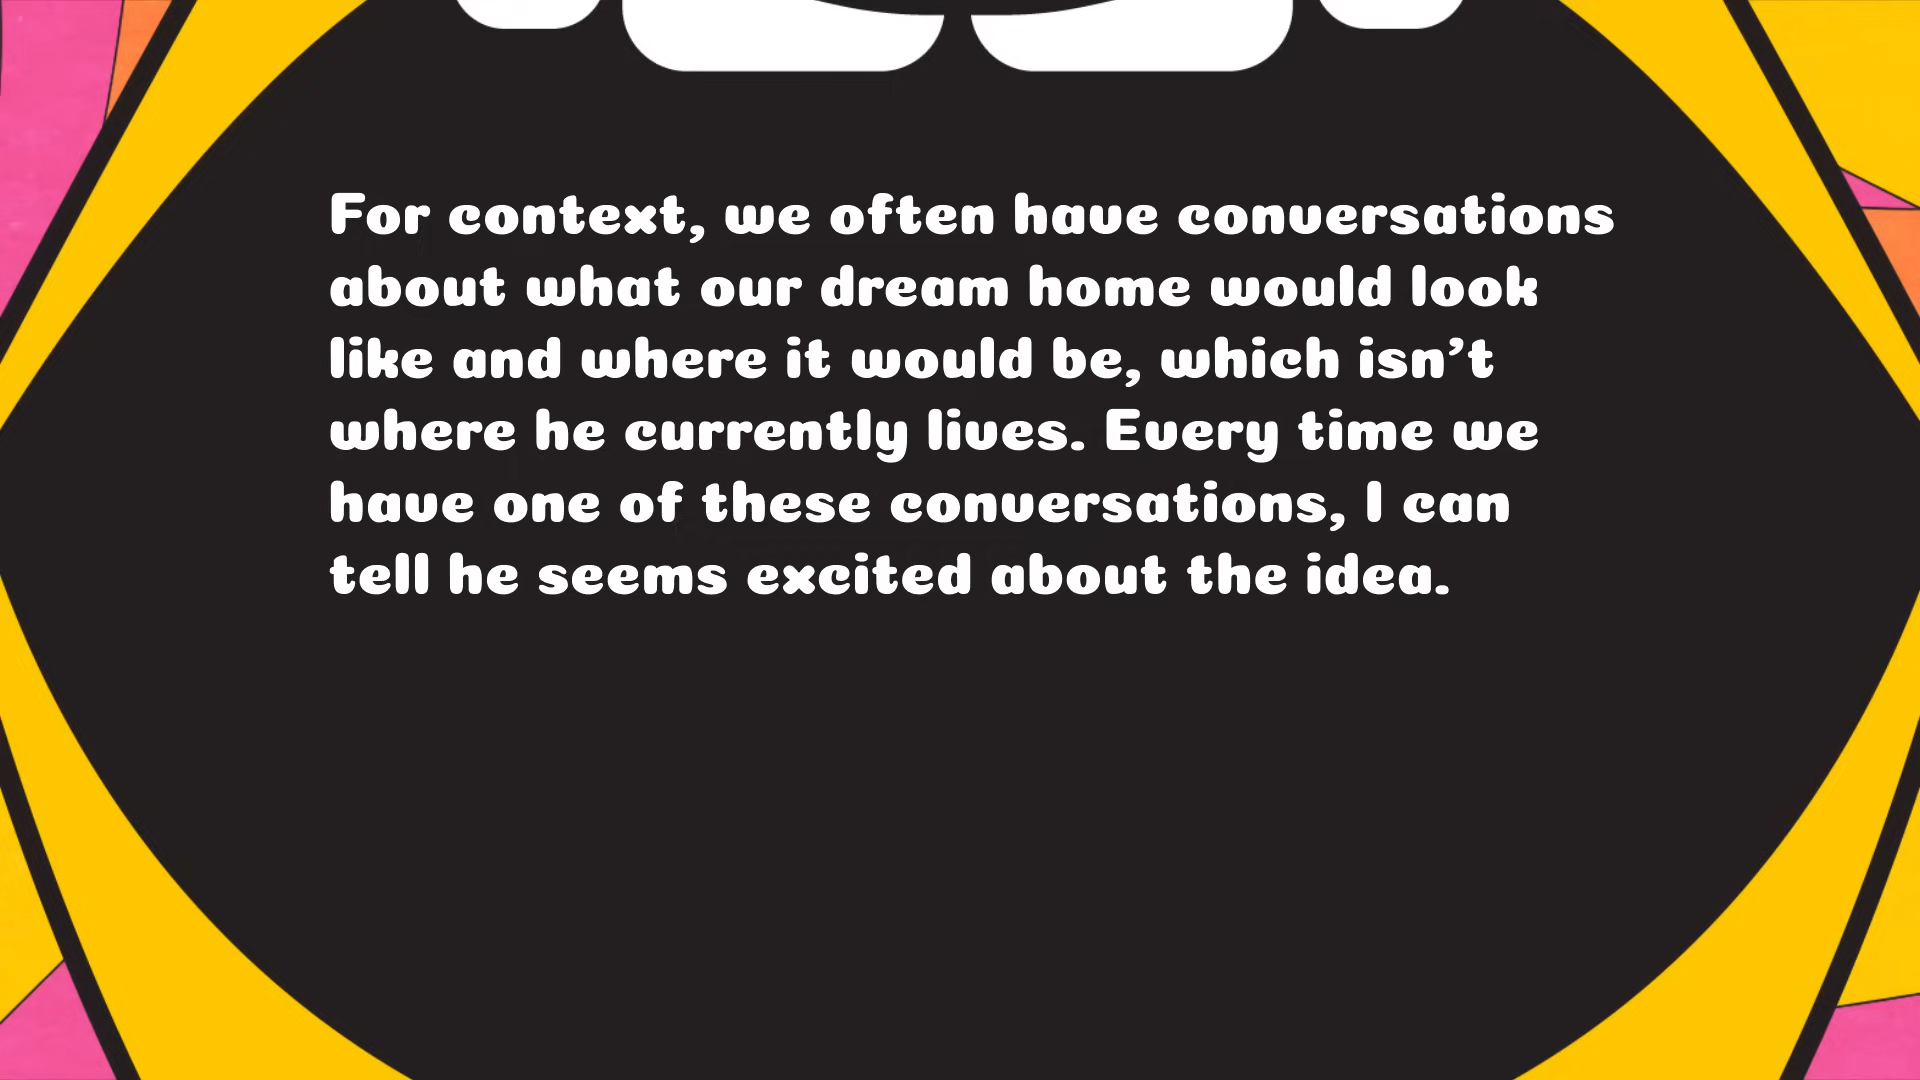 For context, we often have conversations
about what our dream home would look
like and where it would be, which isn’t
where he currently lives. Every time we
have one of these conversations, I can
tell he seems excited about the idea.